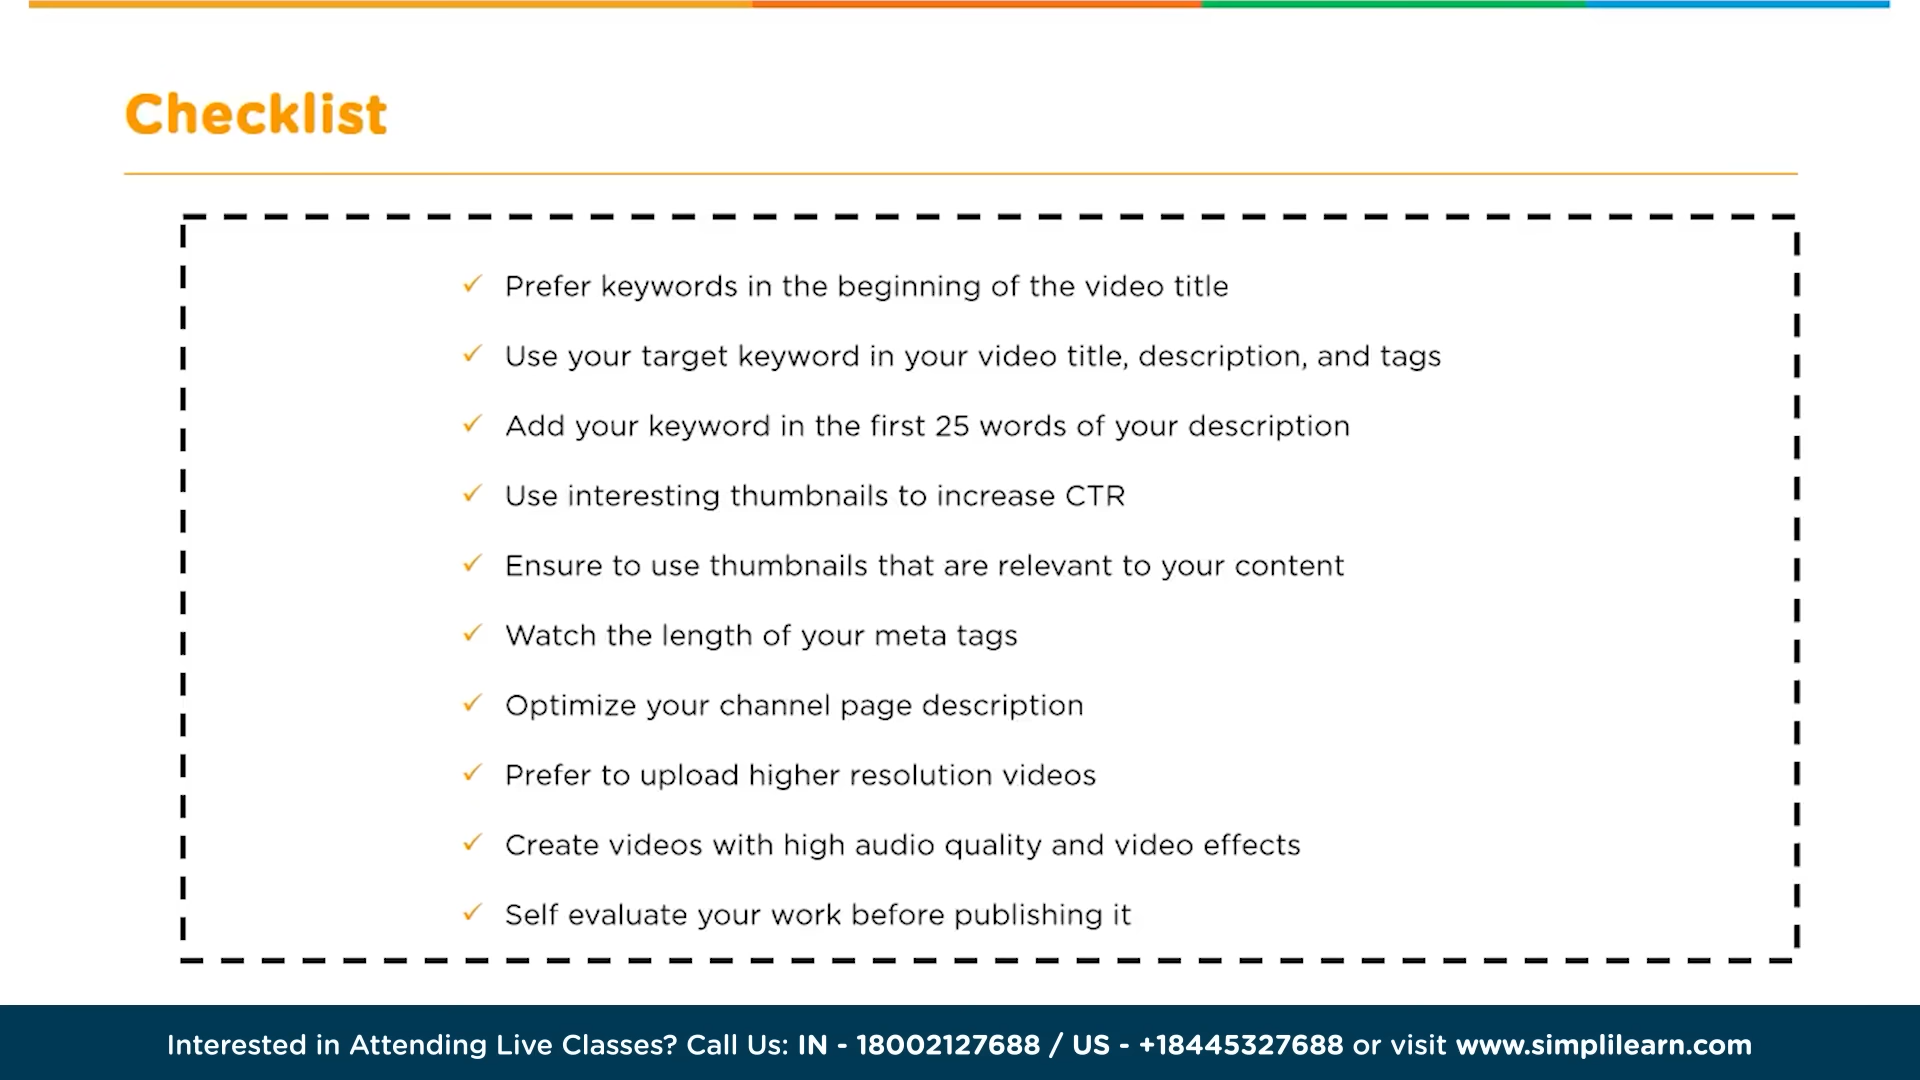 Checklist
✓ Prefer keywords in the beginning of the video title
✓ Use your target keyword in your video title, description, and tags
✓ Add your keyword in the first 25 words of your description
✓ Use interesting thumbnails to increase CTR
✓ Ensure to use thumbnails that are relevant to your content
✓ Watch the length of your meta tags
✓ Optimize your channel page description
✓ Prefer to upload higher resolution videos
✓ Create videos with high audio quality and video effects
✓ Self evaluate your work before publishing it
Interested in Attending Live Classes? Call Us: IN - 18002127688 / US - +18445327688 or visit www.simplilearn.com